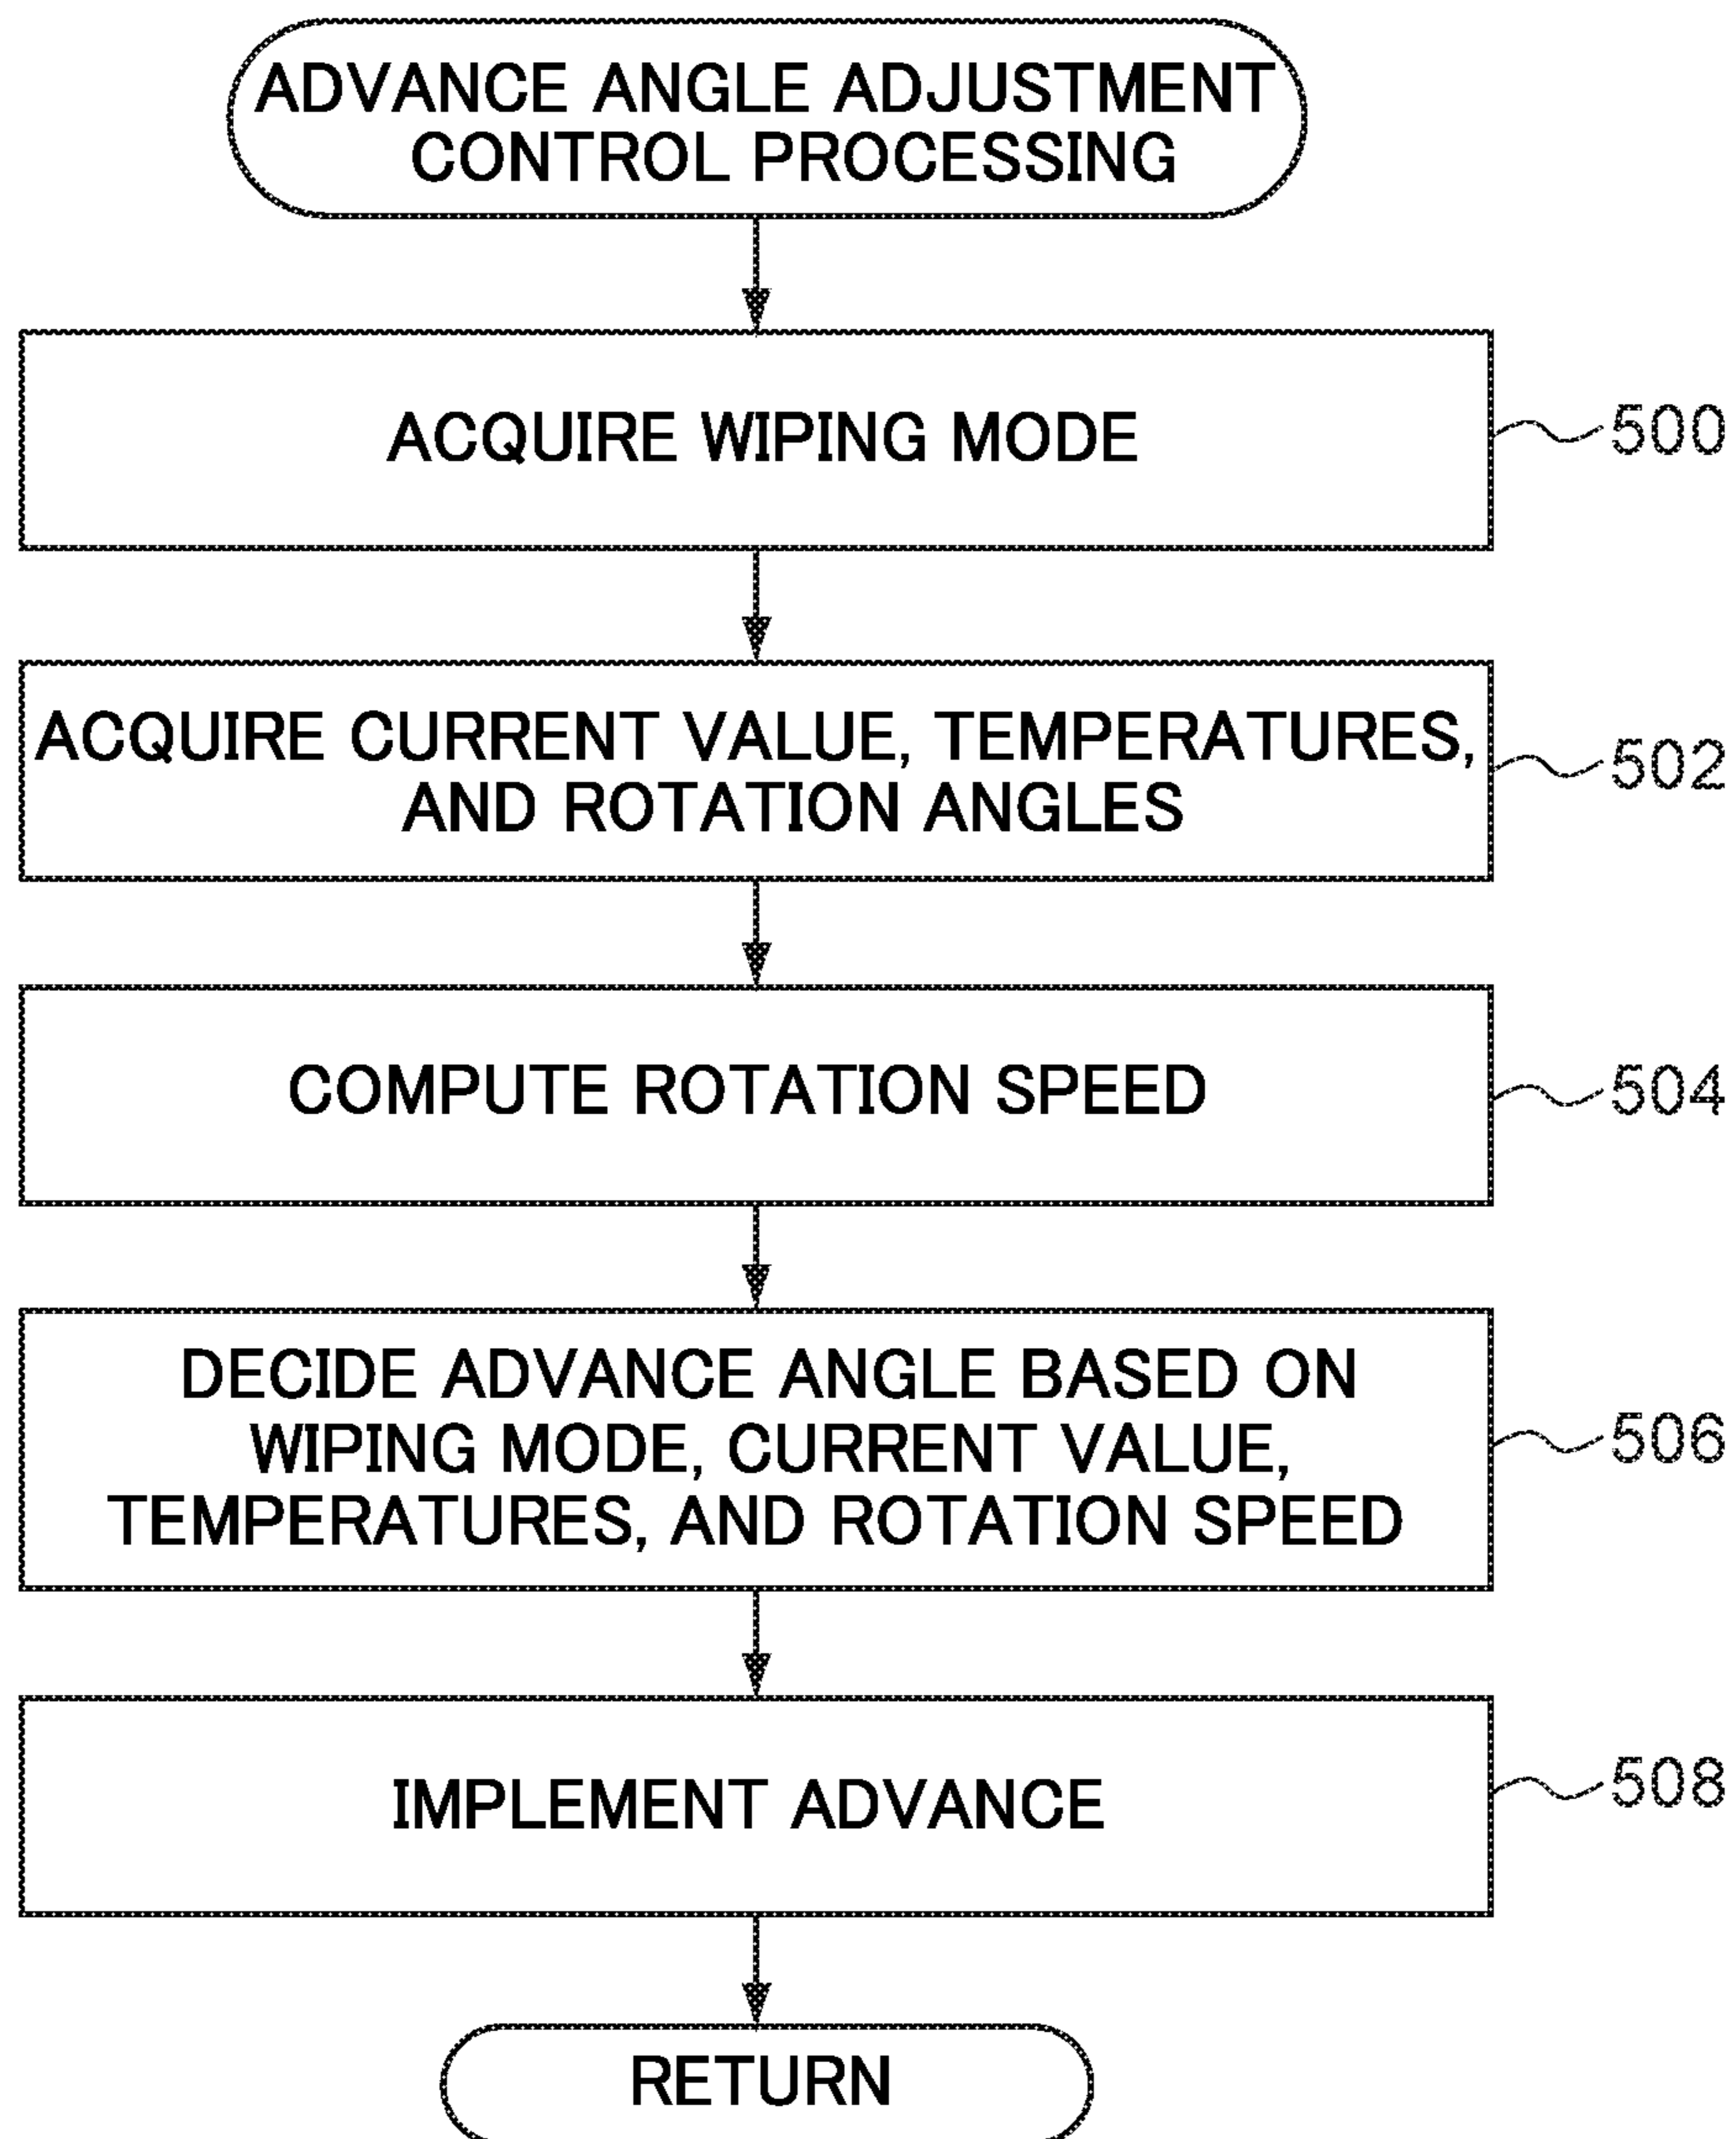 ADVANCE ANGLE ADJUSTMENT
CONTROL PROCESSING
ACQUIRE WIPING MODE
500
ACQUIRE CURRENT VALUE, TEMPERATURES,
AND ROTATION ANGLES
502
COMPUTE ROTATION SPEED
504
DECIDE ADVANCE ANGLE BASED ON
WIPING MODE, CURRENT VALUE,
TEMPERATURES, AND ROTATION SPEED
506
IMPLEMENT ADVANCE
508
RETURN